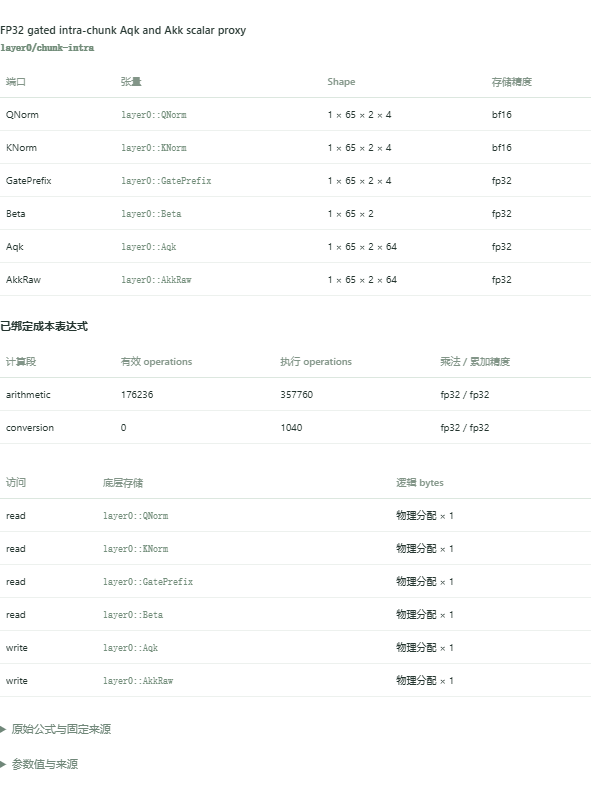 FP32 gated intra-chunk Aqk and Akk scalar proxy
layer0/chunk-intra
端口 张量 Shape 存储精度
QNorm layer0::QNorm 1 × 65 × 2 × 4 bf16
KNorm layer0::KNorm 1 × 65 × 2 × 4 bf16
GatePrefix layer0::GatePrefix 1 × 65 × 2 × 4 fp32
Beta layer0::Beta 1 × 65 × 2 fp32
Aqk layer0::Aqk 1 × 65 × 2 × 64 fp32
AkkRaw layer0::AkkRaw 1 × 65 × 2 × 64 fp32
已绑定成本表达式
计算段 有效 operations 执行 operations 乘法 / 累加精度
arithmetic 176236 357760 fp32 / fp32
conversion 0 1040 fp32 / fp32
访问 底层存储 逻辑 bytes
read layer0::QNorm 物理分配 × 1
read layer0::KNorm 物理分配 × 1
read layer0::GatePrefix 物理分配 × 1
read layer0::Beta 物理分配 × 1
write layer0::Aqk 物理分配 × 1
write layer0::AkkRaw 物理分配 × 1
原始公式与固定来源
参数值与来源